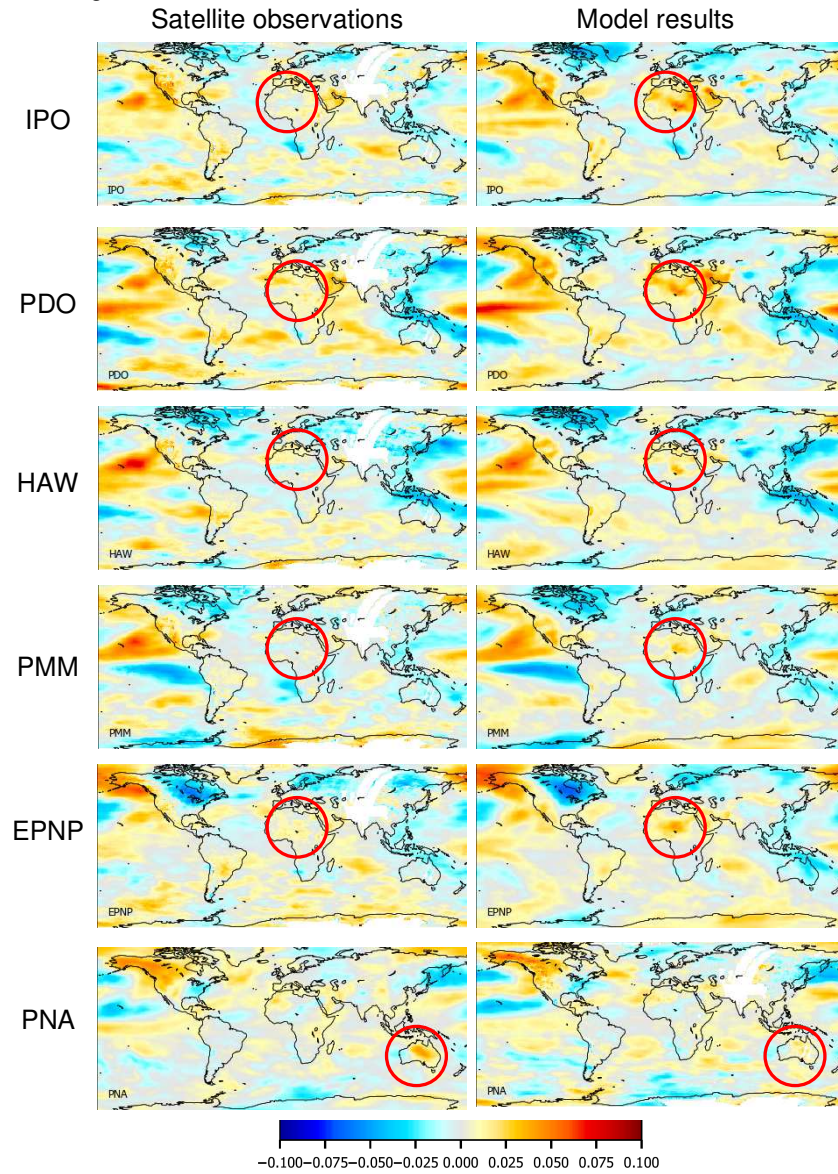 Satellite observations Model results
IPO
IPO IPO
PDO
PDO PDO
HAW
HAW HAW
PMM
PMM PMM
EPNP
EPNP EPNP
PNA
PNA PNA
−0.100−0.075−0.050−0.025 0.000 0.025 0.050 0.075 0.100